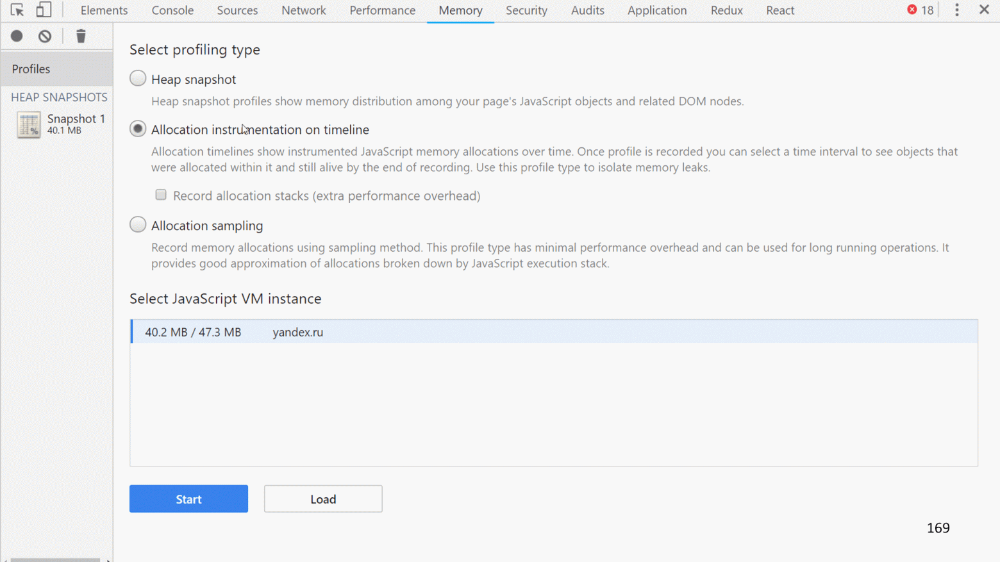 Elements Console Sources Network Performance Memory Security Audits Application Redux React 18
Profiles
HEAP SNAPSHOTS
Snapshot 1
40.1 MB
%
Select profiling type
Heap snapshot
Heap snapshot profiles show memory distribution among your page's JavaScript objects and related DOM nodes.
Allocation instrumentation on timeline
Allocation timelines show instrumented JavaScript memory allocations over time. Once profile is recorded you can select a time interval to see objects that
were allocated within it and still alive by the end of recording. Use this profile type to isolate memory leaks.
Record allocation stacks (extra performance overhead)
Allocation sampling
Record memory allocations using sampling method. This profile type has minimal performance overhead and can be used for long running operations. It
provides good approximation of allocations broken down by JavaScript execution stack.
Select JavaScript VM instance
40.2 MB / 47.3 MB yandex.ru
Start Load
169